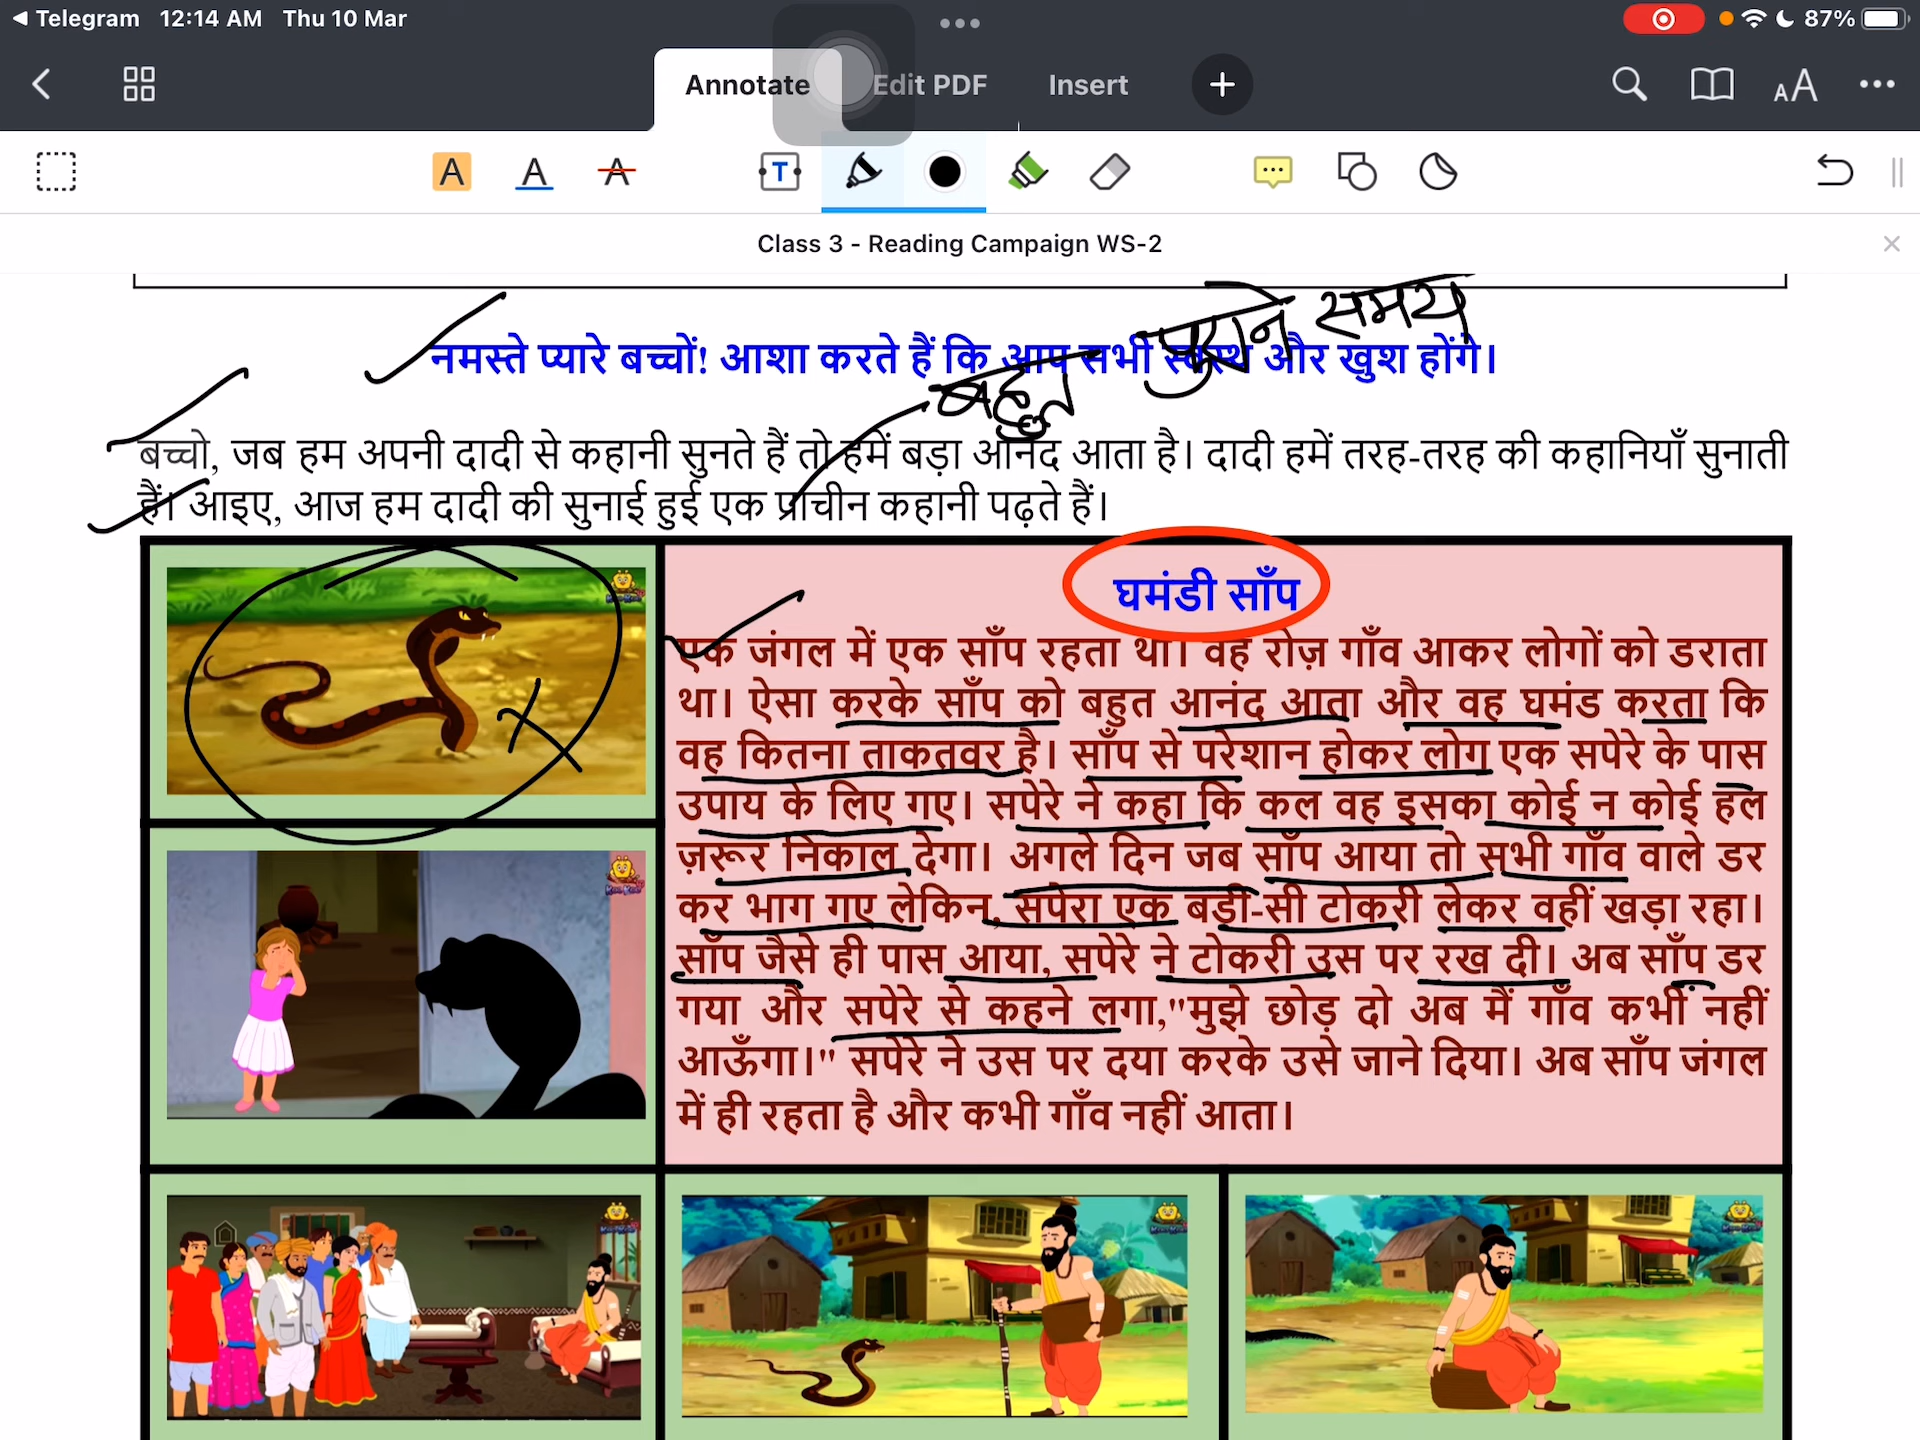 Telegram 12:14 AM Thu 10 Mar 87%
Annotate Edit PDF Insert
Class 3 - Reading Campaign WS-2
बहुत पुराने समय
नमस्ते प्यारे बच्चों! आशा करते हैं कि आप सभी स्वस्थ और खुश होंगे।
बच्चो, जब हम अपनी दादी से कहानी सुनते हैं तो हमें बड़ा आनंद आता है। दादी हमें तरह-तरह की कहानियाँ सुनाती
हैं। आइए, आज हम दादी की सुनाई हुई एक प्राचीन कहानी पढ़ते हैं।
घमंडी साँप
एक जंगल में एक साँप रहता था। वह रोज़ गाँव आकर लोगों को डराता
था। ऐसा करके साँप को बहुत आनंद आता और वह घमंड करता कि
वह कितना ताकतवर है। साँप से परेशान होकर लोग एक सपेरे के पास
उपाय के लिए गए। सपेरे ने कहा कि कल वह इसका कोई न कोई हल
ज़रूर निकाल देगा। अगले दिन जब साँप आया तो सभी गाँव वाले डर
कर भाग गए लेकिन, सपेरा एक बड़ी-सी टोकरी लेकर वहीं खड़ा रहा।
साँप जैसे ही पास आया, सपेरे ने टोकरी उस पर रख दी। अब साँप डर
गया और सपेरे से कहने लगा,"मुझे छोड़ दो अब मैं गाँव कभी नहीं
आऊँगा।" सपेरे ने उस पर दया करके उसे जाने दिया। अब साँप जंगल
में ही रहता है और कभी गाँव नहीं आता।